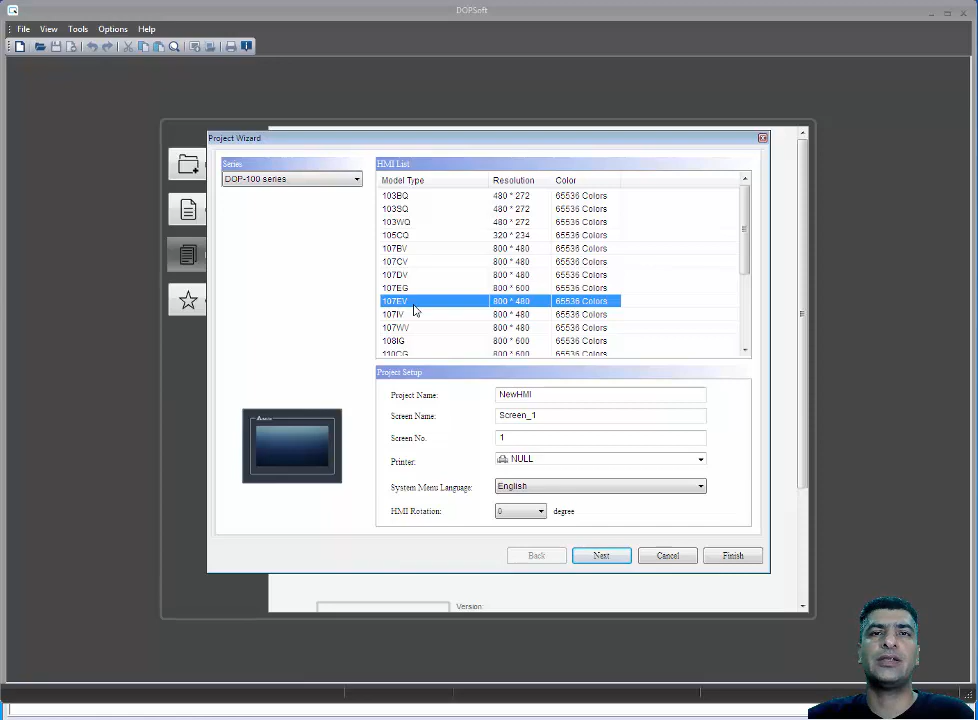 DOPSoft
File View Tools Options Help
Project Wizard
Series
DOP-100 series
HMI List
Model Type Resolution Color
103BQ 480 * 272 65536 Colors
103SQ 480 * 272 65536 Colors
103WQ 480 * 272 65536 Colors
105CQ 320 * 234 65536 Colors
107BV 800 * 480 65536 Colors
107CV 800 * 480 65536 Colors
107DV 800 * 480 65536 Colors
107EG 800 * 600 65536 Colors
107EV 800 * 480 65536 Colors
107IV 800 * 480 65536 Colors
107WV 800 * 480 65536 Colors
108IG 800 * 600 65536 Colors
110CG 800 * 600 65536 Colors
Project Setup
Project Name: NewHMI
Screen Name: Screen_1
Screen No. 1
Printer: NULL
System Menu Language: English
HMI Rotation: 0 degree
Back Next Cancel Finish
Version: